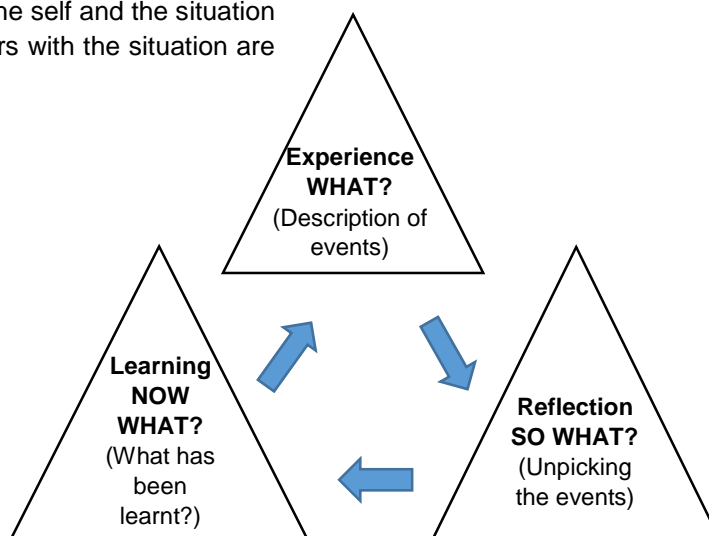 he self and the situation
rs with the situation are
Experience
WHAT?
(Description of
events)
Learning
NOW
WHAT?
(What has
been
learnt?)
Reflection
SO WHAT?
(Unpicking
the events)